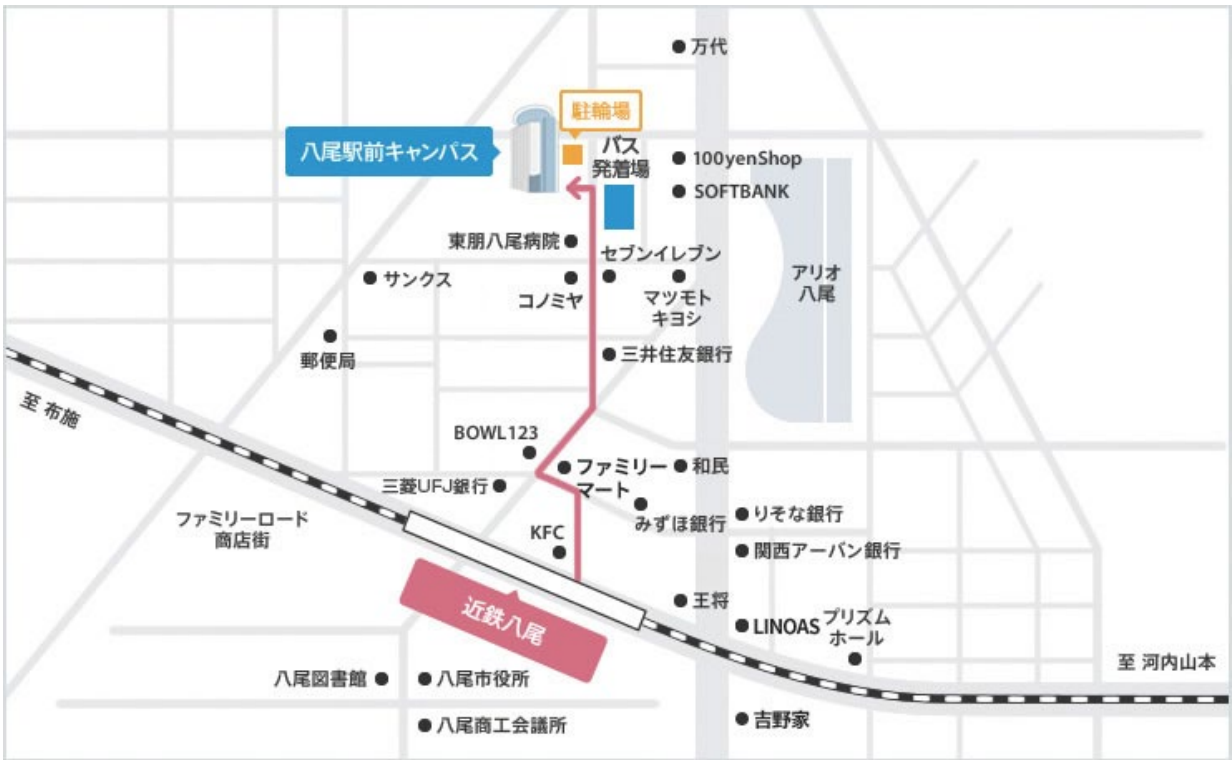 万代
駐輪場
八尾駅前キャンパス
バス
発着場
100yenShop
SOFTBANK
東朋八尾病院
セブンイレブン
サンクス
コノミヤ
マツモト
キヨシ
アリオ
八尾
郵便局
三井住友銀行
至 布施
BOWL123
ファミリー
マート
和民
三菱UFJ銀行
みずほ銀行
りそな銀行
ファミリーロード
商店街
KFC
関西アーバン銀行
近鉄八尾
王将
LINOAS
プリズム
ホール
至 河内山本
八尾図書館
八尾市役所
八尾商工会議所
吉野家